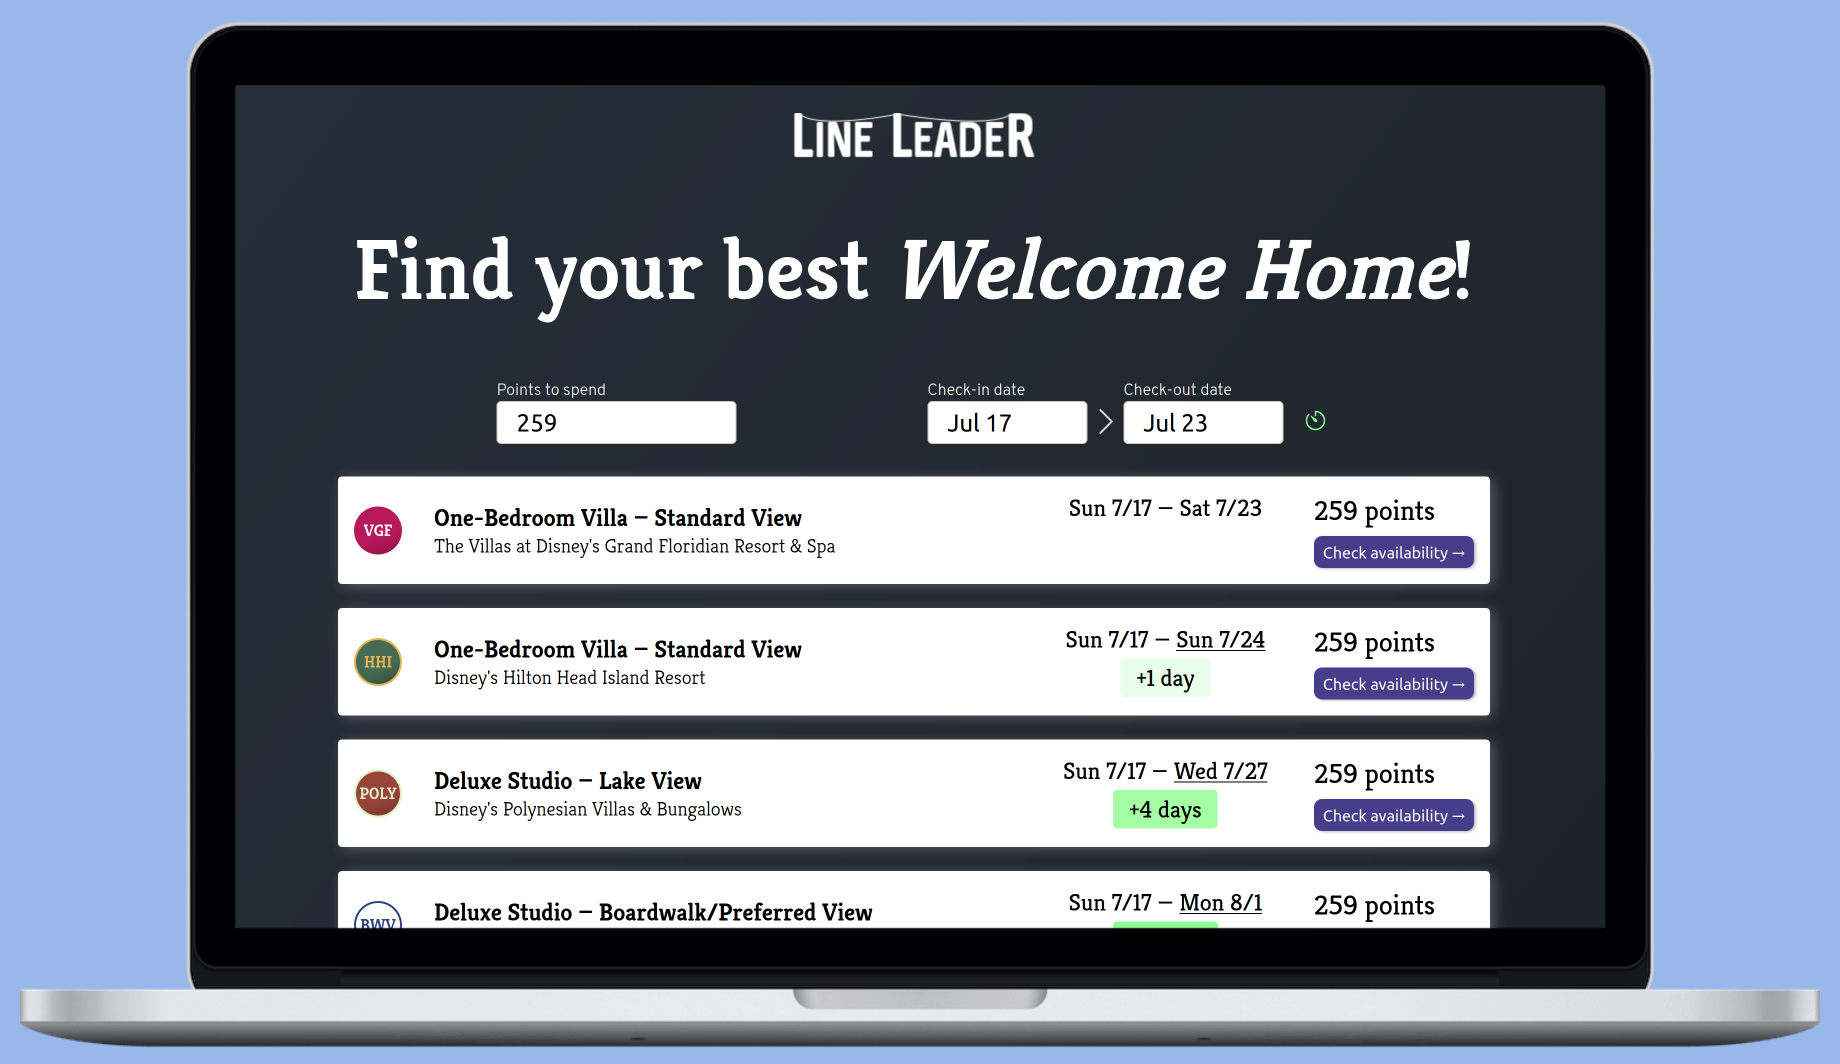 LINE LEADER
Find your best Welcome Home!
Points to spend
259
Check-in date
Jul 17
Check-out date
Jul 23
VGF
One-Bedroom Villa – Standard View
The Villas at Disney's Grand Floridian Resort & Spa
Sun 7/17 – Sat 7/23
259 points
Check availability →
HHI
One-Bedroom Villa – Standard View
Disney's Hilton Head Island Resort
Sun 7/17 – Sun 7/24
+1 day
259 points
Check availability →
POLY
Deluxe Studio – Lake View
Disney's Polynesian Villas & Bungalows
Sun 7/17 – Wed 7/27
+4 days
259 points
Check availability →
BWV
Deluxe Studio – Boardwalk/Preferred View
Sun 7/17 – Mon 8/1
259 points